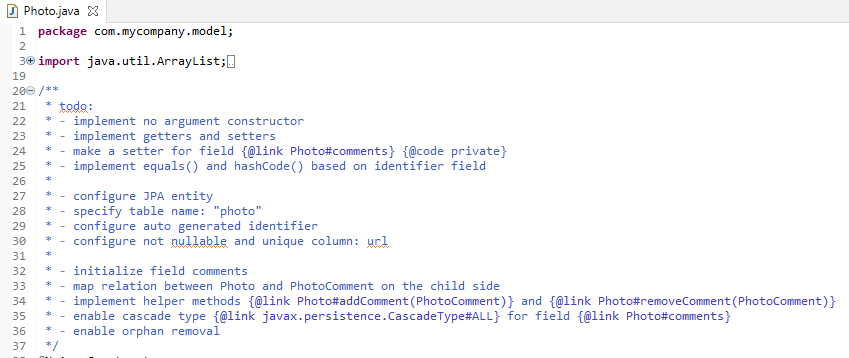 Photo.java
1 package com.mycompany.model;
2
3 import java.util.ArrayList;
19
20 /**
21 * todo:
22 * - implement no argument constructor
23 * - implement getters and setters
24 * - make a setter for field {@link Photo#comments} {@code private}
25 * - implement equals() and hashCode() based on identifier field
26 *
27 * - configure JPA entity
28 * - specify table name: "photo"
29 * - configure auto generated identifier
30 * - configure not nullable and unique column: url
31 *
32 * - initialize field comments
33 * - map relation between Photo and PhotoComment on the child side
34 * - implement helper methods {@link Photo#addComment(PhotoComment)} and {@link Photo#removeComment(PhotoComment)}
35 * - enable cascade type {@link javax.persistence.CascadeType#ALL} for field {@link Photo#comments}
36 * - enable orphan removal
37 */